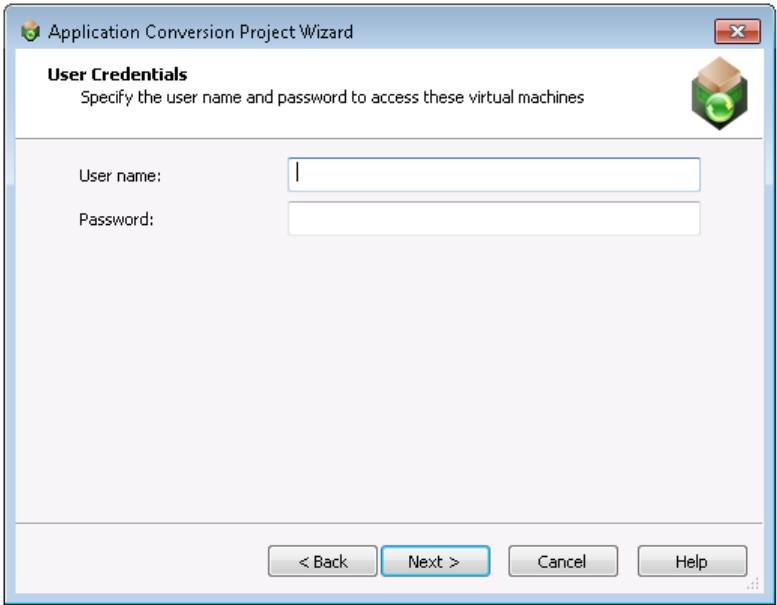 Application Conversion Project Wizard
User Credentials
Specify the user name and password to access these virtual machines
User name:
Password:
< Back Next > Cancel Help